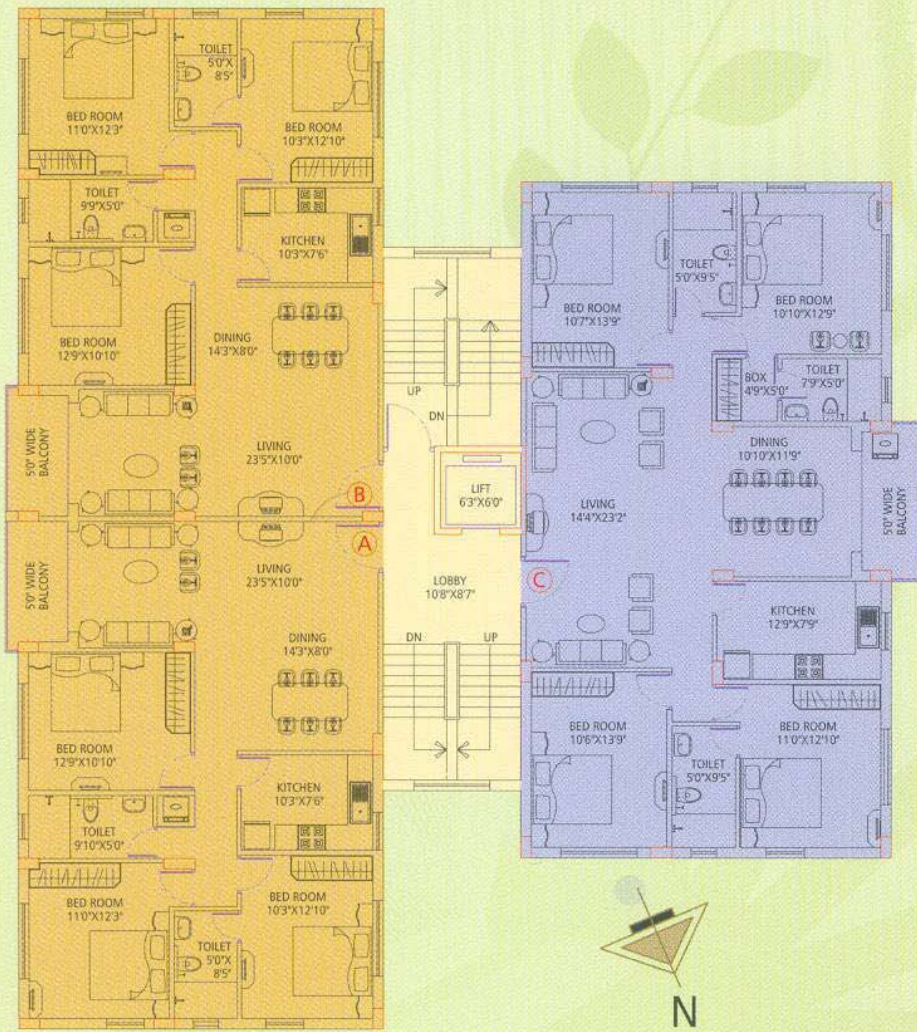 TOILET
5'0"X
8'5"
BED ROOM
11'0"X12'3"
BED ROOM
10'3"X12'10"
TOILET
9'9"X5'0"
KITCHEN
10'3"X7'6"
BED ROOM
12'9"X10'10"
DINING
14'3"X8'0"
5'0" WIDE
BALCONY
LIVING
23'5"X10'0"
B
A
5'0" WIDE
BALCONY
LIVING
23'5"X10'0"
DINING
14'3"X8'0"
BED ROOM
12'9"X10'10"
KITCHEN
10'3"X7'6"
TOILET
9'10"X5'0"
BED ROOM
11'0"X12'3"
BED ROOM
10'3"X12'10"
TOILET
5'0"X
8'5"
UP
DN
LIFT
6'3"X6'0"
LOBBY
10'8"X8'7"
DN
UP
TOILET
5'0"X9'5"
BED ROOM
10'7"X13'9"
BED ROOM
10'10"X12'9"
BOX
4'9"X5'0"
TOILET
7'9"X5'0"
DINING
10'10"X11'9"
LIVING
14'4"X23'2"
5'0" WIDE
BALCONY
C
KITCHEN
12'9"X7'9"
BED ROOM
10'6"X13'9"
BED ROOM
11'0"X12'10"
TOILET
5'0"X9'5"
N